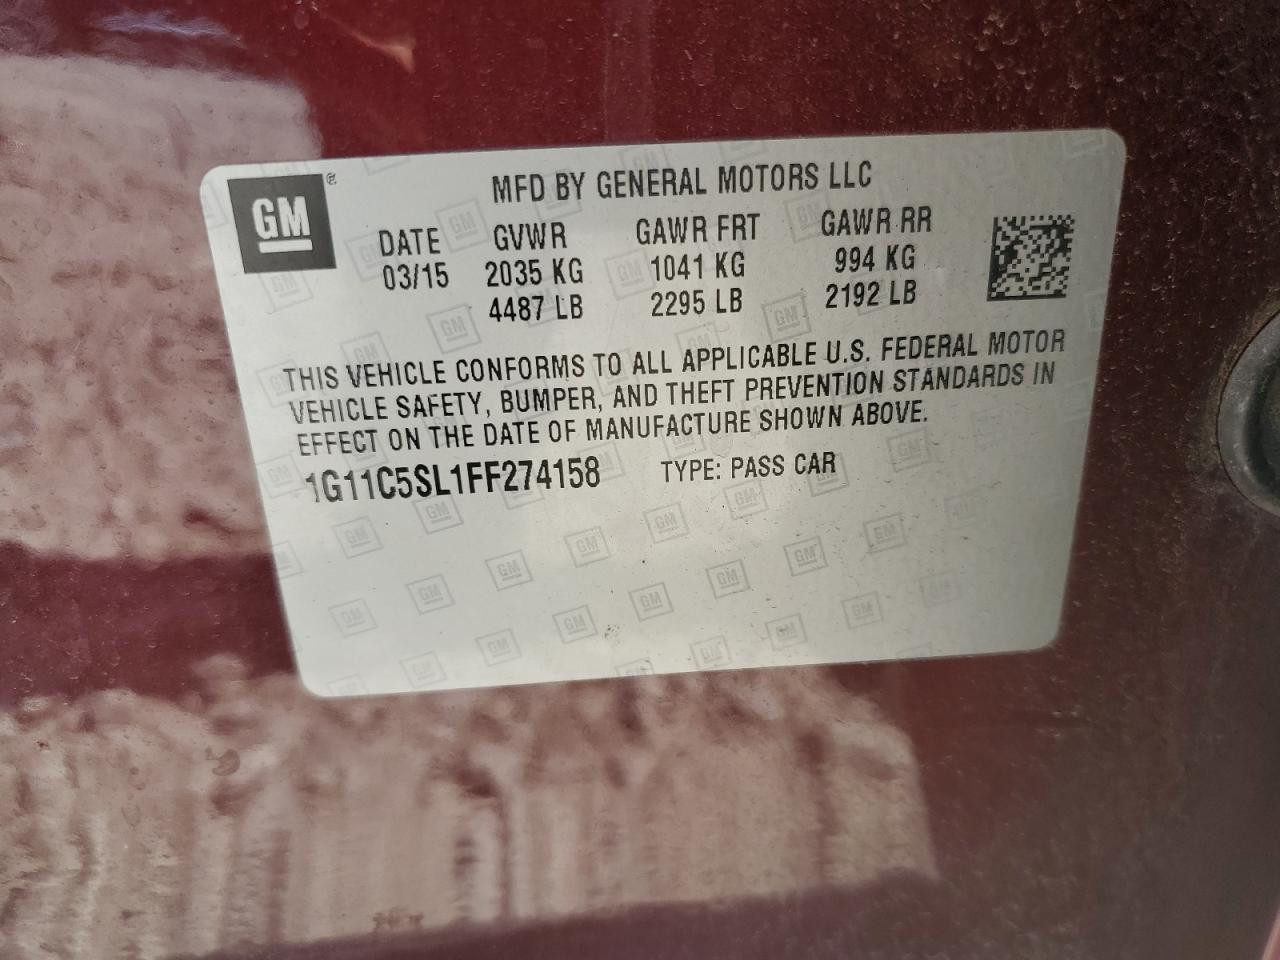 GM ®
MFD BY GENERAL MOTORS LLC
DATE GVWR GAWR FRT GAWR RR
03/15 2035 KG 1041 KG 994 KG
4487 LB 2295 LB 2192 LB
THIS VEHICLE CONFORMS TO ALL APPLICABLE U.S. FEDERAL MOTOR
VEHICLE SAFETY, BUMPER, AND THEFT PREVENTION STANDARDS IN
EFFECT ON THE DATE OF MANUFACTURE SHOWN ABOVE.
1G11C5SL1FF274158 TYPE: PASS CAR